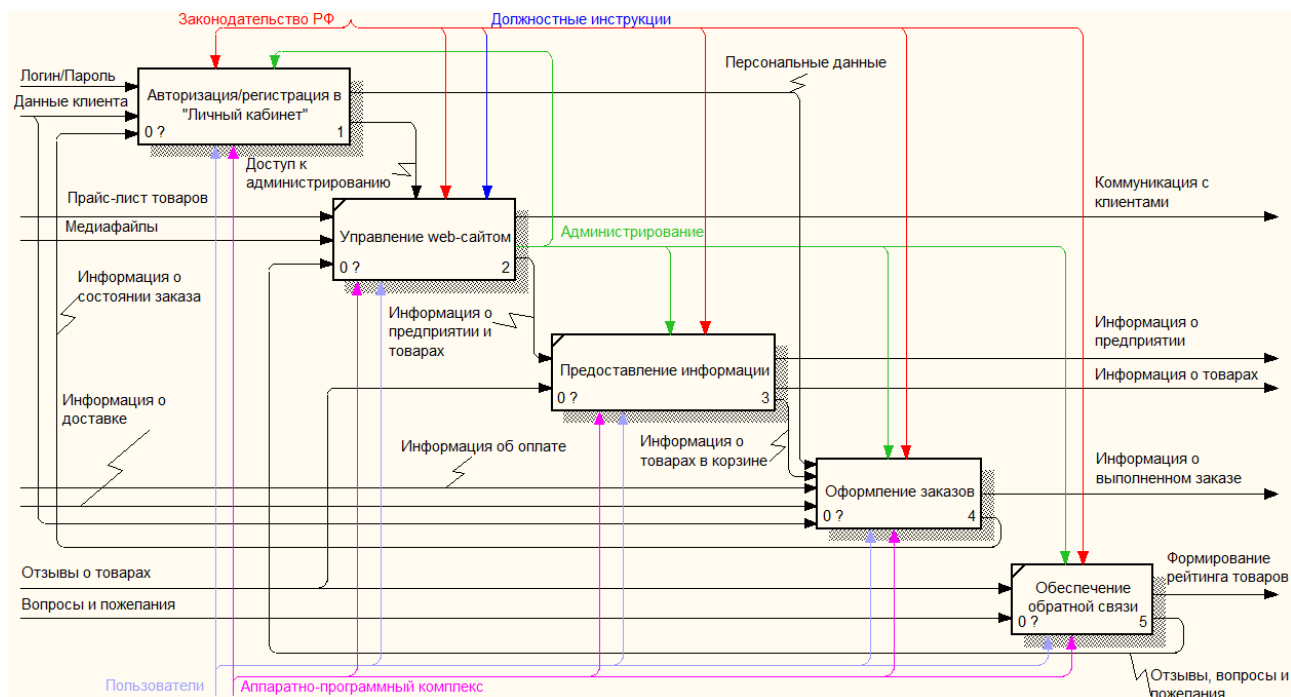 Законодательство РФ
Должностные инструкции
Логин/Пароль
Данные клиента
Авторизация/регистрация в
"Личный кабинет"
0 ?
1
Персональные данные
Доступ к
администрированию
Прайс-лист товаров
Медиафайлы
Управление web-сайтом
0 ?
2
Администрирование
Коммуникация с
клиентами
Информация о
состоянии заказа
Информация о
предприятии и
товарах
Предоставление информации
0 ?
3
Информация о
предприятии
Информация о товарах
Информация о
доставке
Информация об оплате
Информация о
товарах в корзине
Оформление заказов
0 ?
4
Информация о
выполненном заказе
Отзывы о товарах
Вопросы и пожелания
Обеспечение
обратной связи
0 ?
5
Формирование
рейтинга товаров
Отзывы, вопросы и
пожелания
Пользователи
Аппаратно-программный комплекс